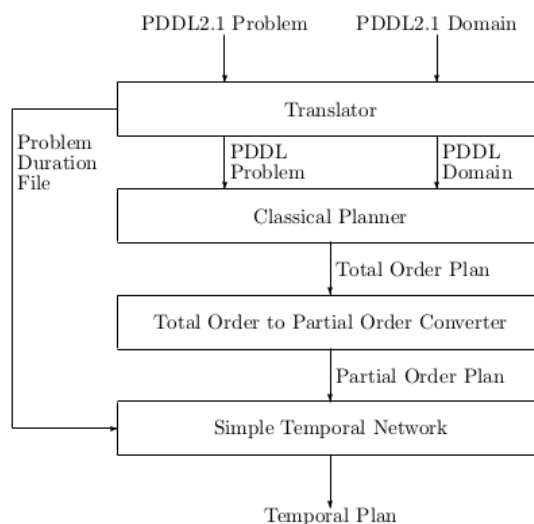 PDDL2.1 Problem
PDDL2.1 Domain
Translator
Problem
Duration
File
PDDL
Problem
PDDL
Domain
Classical Planner
Total Order Plan
Total Order to Partial Order Converter
Partial Order Plan
Simple Temporal Network
Temporal Plan